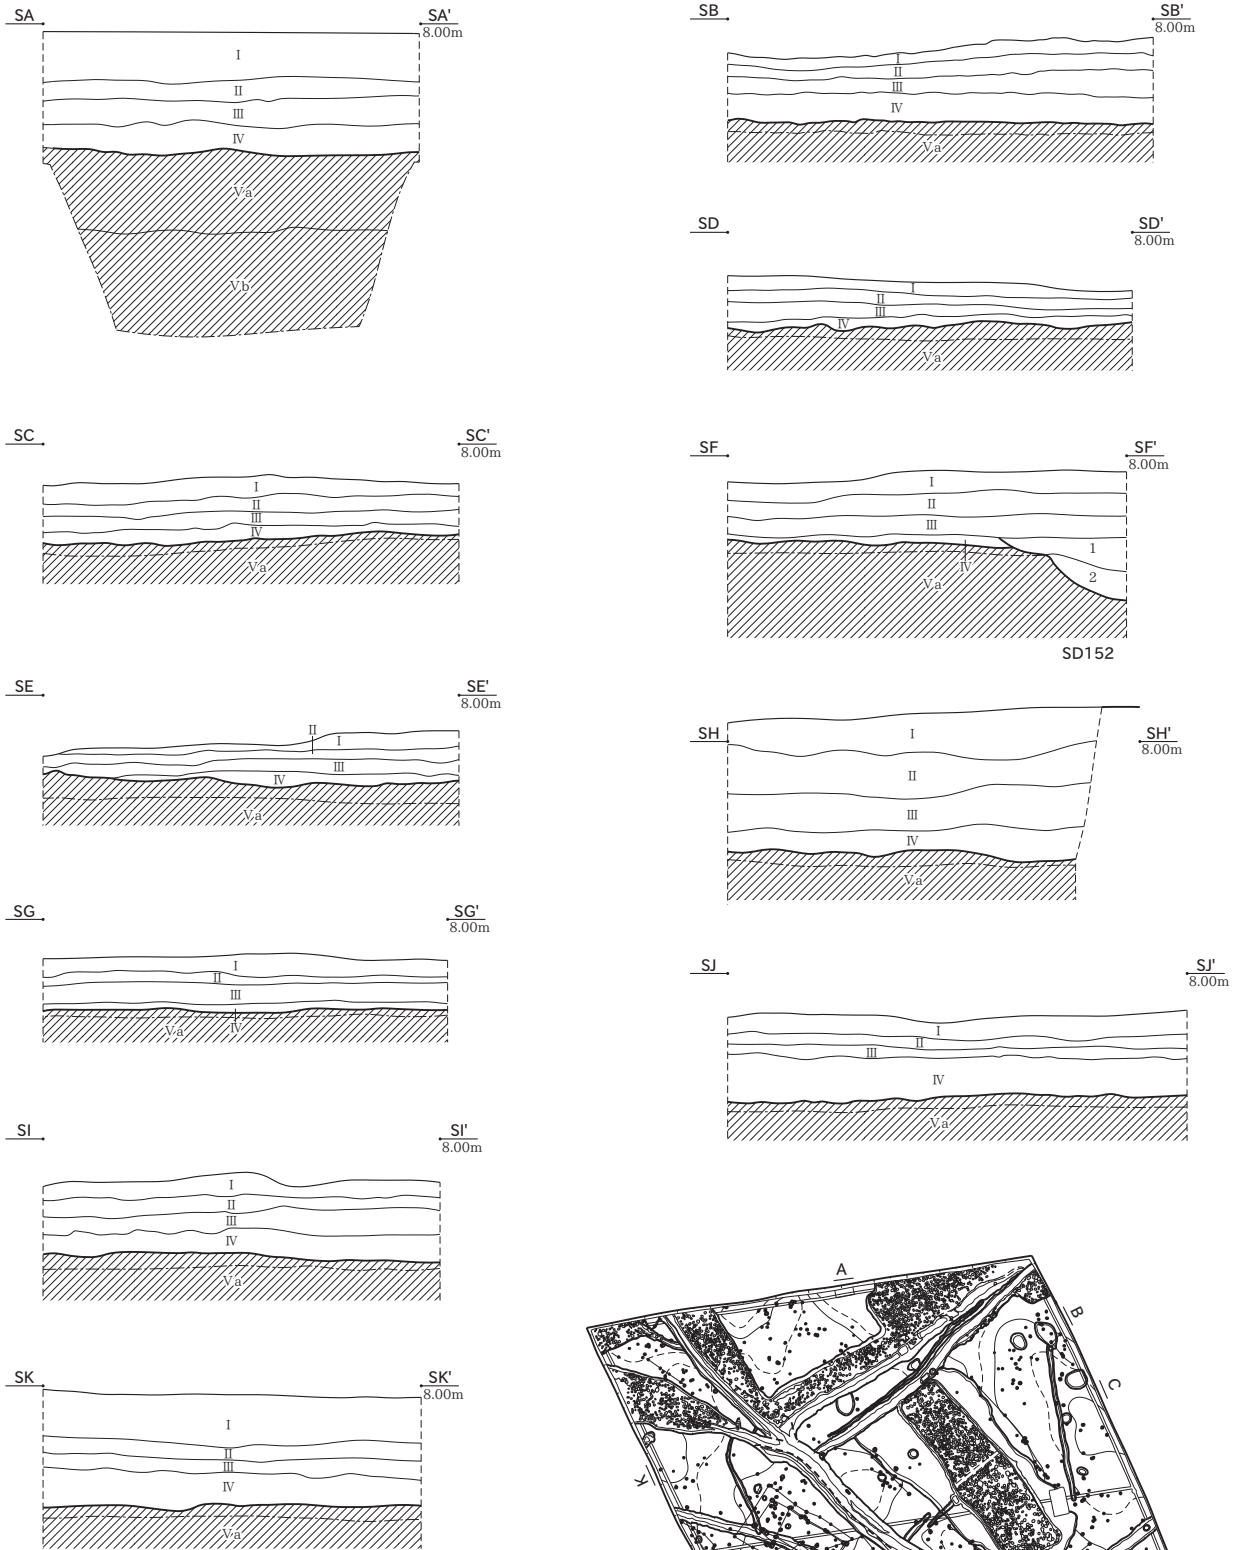 SA SA'
8.00m
I
II
III
IV
Va
Vb
SB SB'
8.00m
I
II
III
IV
Va
SD SD'
8.00m
I
II
III
IV
Va
SC SC'
8.00m
I
II
III
IV
Va
SF SF'
8.00m
I
II
III
1
IV
2
Va
SD152
SE SE'
8.00m
II
I
III
IV
Va
SH SH'
8.00m
I
II
III
IV
Va
SG SG'
8.00m
I
II
III
IV
Va
SJ SJ'
8.00m
I
II
III
IV
Va
SI SI'
8.00m
I
II
III
IV
Va
SK SK'
8.00m
I
II
III
IV
Va
A
B
C
K